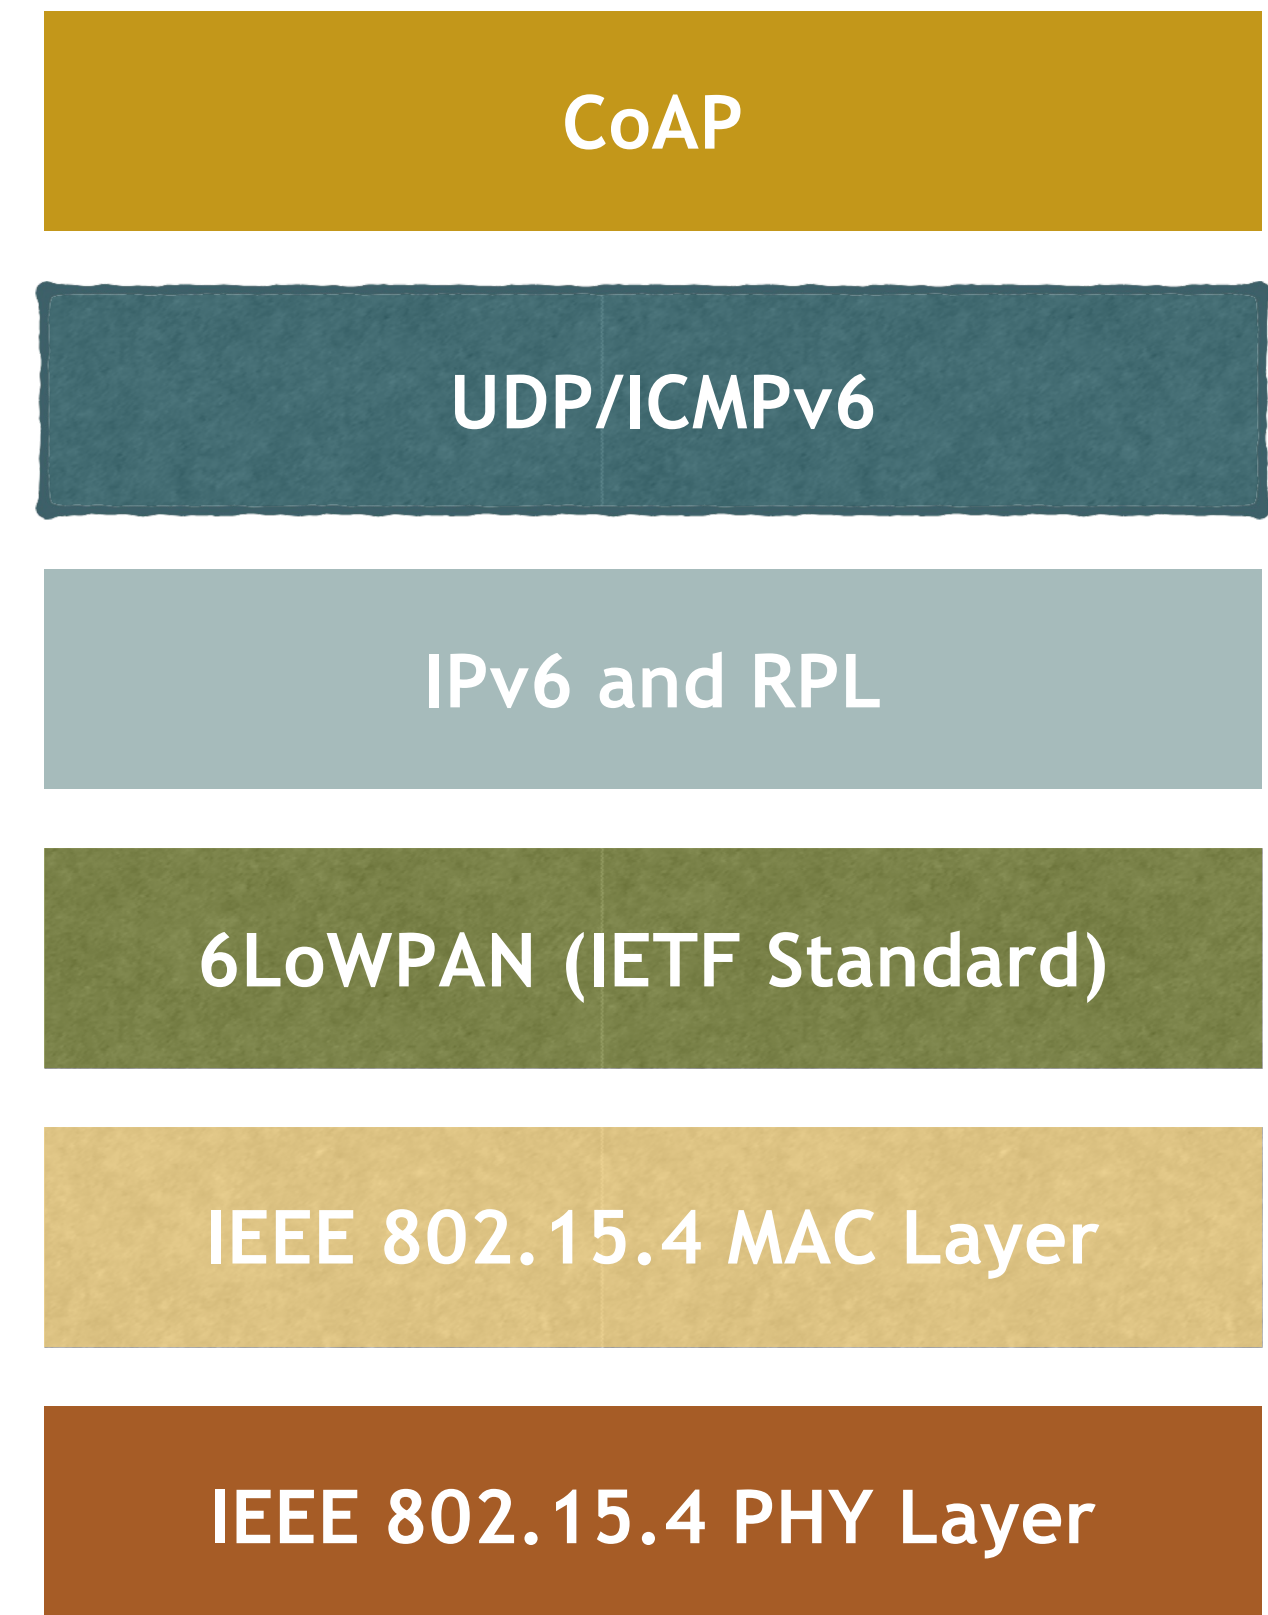 CoAP
UDP/ICMPv6
IPv6 and RPL
6LoWPAN (IETF Standard)
IEEE 802.15.4 MAC Layer
IEEE 802.15.4 PHY Layer